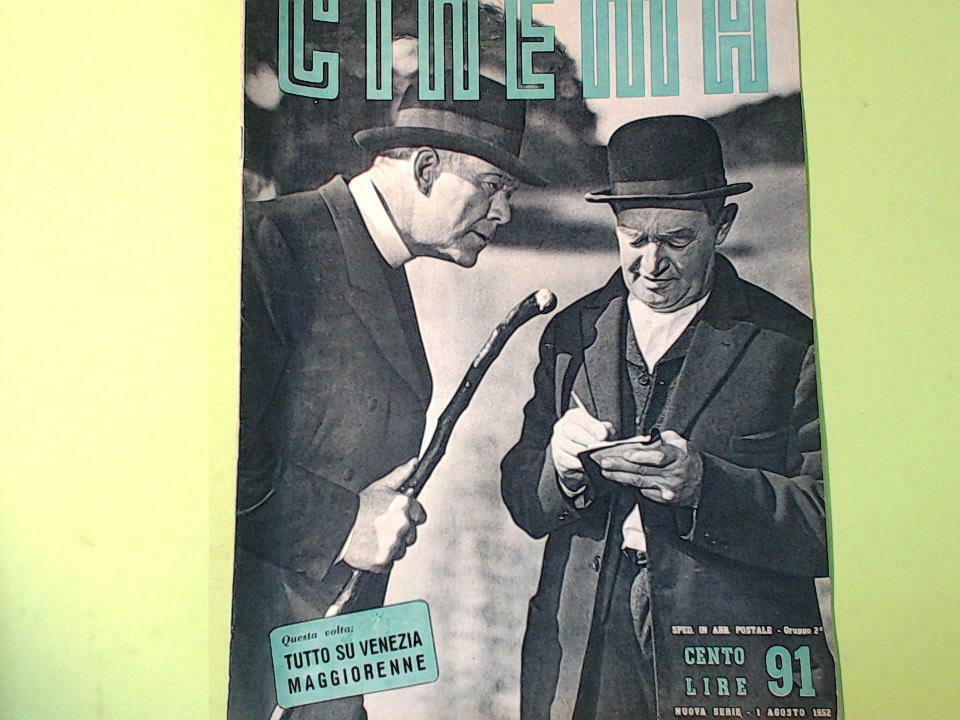 CINEMA
Questa volta:
TUTTO SU VENEZIA
MAGGIORENNE
SPED. IN ABB. POSTALE - Gruppo 2°
CENTO
LIRE
91
NUOVA SERIE - 1 AGOSTO 1952